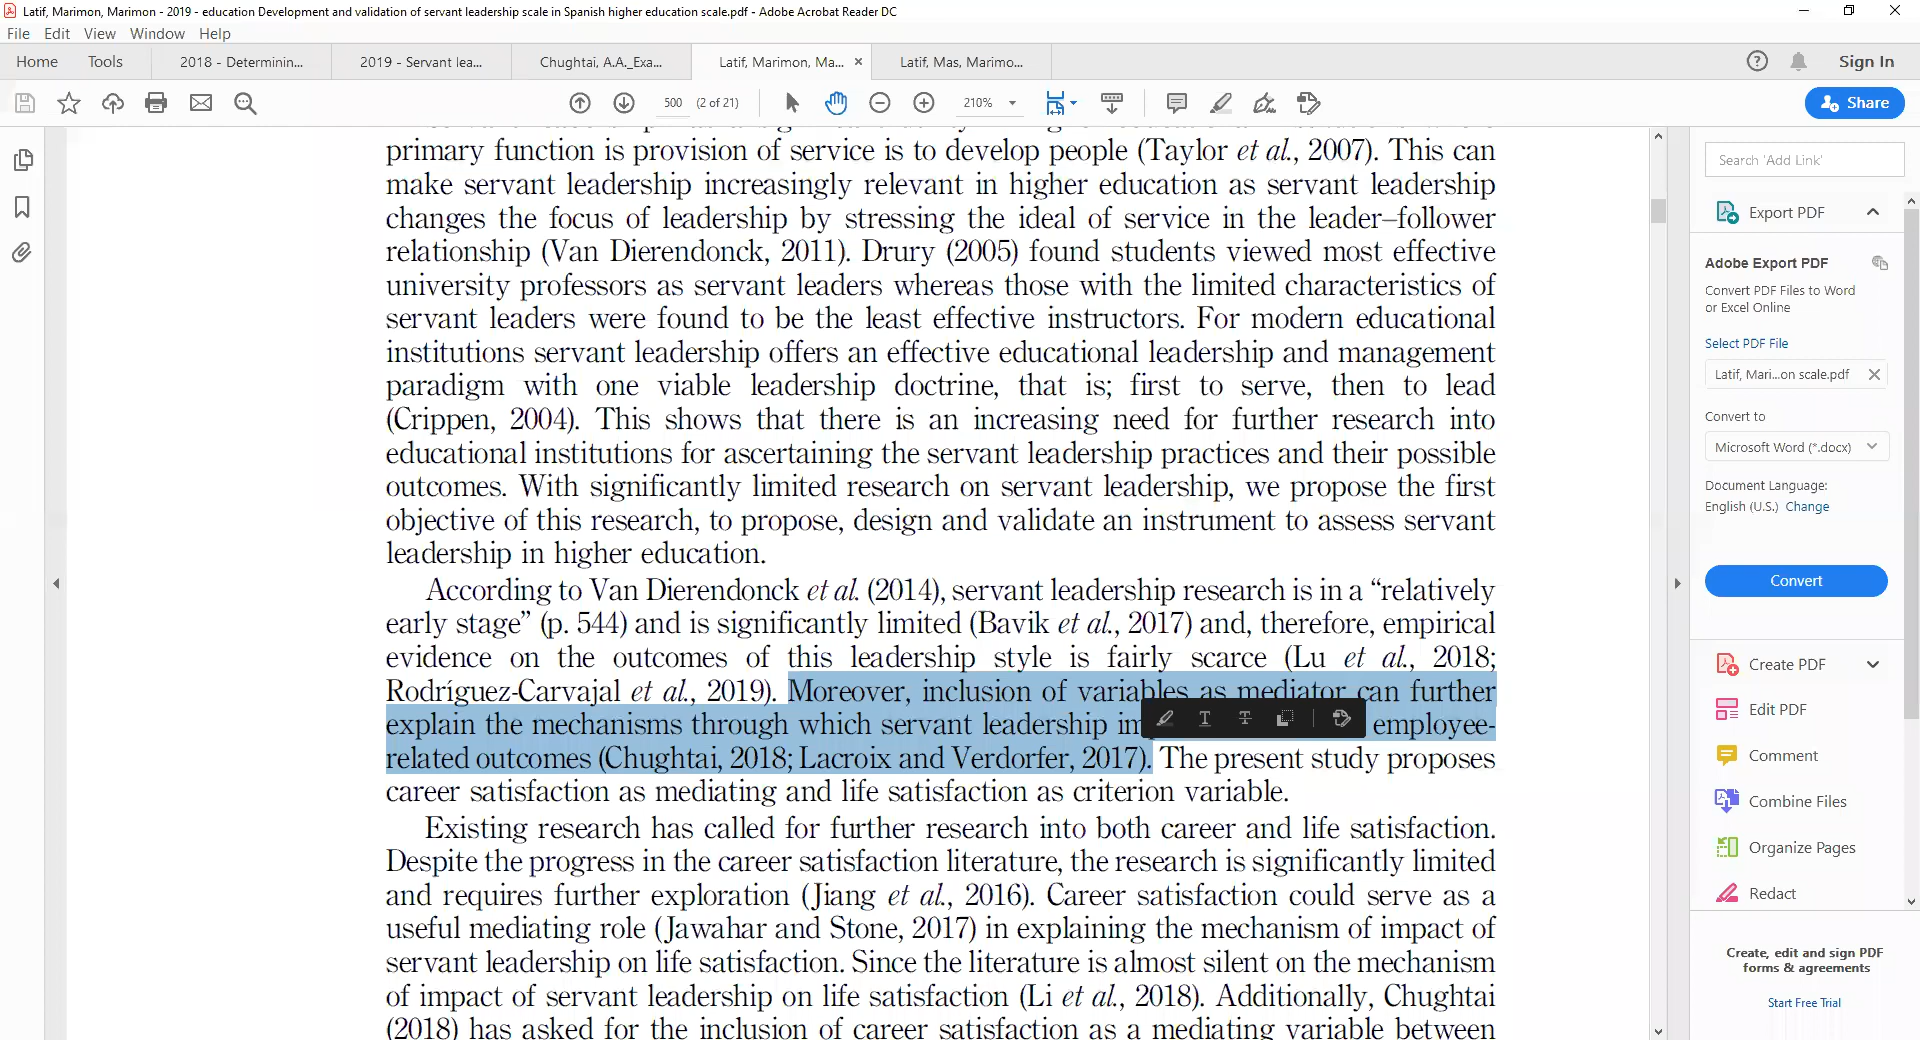 Latif, Marimon, Marimon - 2019 - education Development and validation of servant leadership scale in Spanish higher education scale.pdf - Adobe Acrobat Reader DC
File Edit View Window Help
Home Tools 2018 - Determinin... 2019 - Servant lea... Chughtai, A.A._Exa... Latif, Marimon, Ma... Latif, Mas, Marimo... Sign In
500 (2 of 21) 210% Share
primary function is provision of service is to develop people (Taylor et al., 2007). This can
make servant leadership increasingly relevant in higher education as servant leadership
changes the focus of leadership by stressing the ideal of service in the leader–follower
relationship (Van Dierendonck, 2011). Drury (2005) found students viewed most effective
university professors as servant leaders whereas those with the limited characteristics of
servant leaders were found to be the least effective instructors. For modern educational
institutions servant leadership offers an effective educational leadership and management
paradigm with one viable leadership doctrine, that is; first to serve, then to lead
(Crippen, 2004). This shows that there is an increasing need for further research into
educational institutions for ascertaining the servant leadership practices and their possible
outcomes. With significantly limited research on servant leadership, we propose the first
objective of this research, to propose, design and validate an instrument to assess servant
leadership in higher education.
According to Van Dierendonck et al. (2014), servant leadership research is in a “relatively
early stage” (p. 544) and is significantly limited (Bavik et al., 2017) and, therefore, empirical
evidence on the outcomes of this leadership style is fairly scarce (Lu et al., 2018;
Rodríguez-Carvajal et al., 2019). Moreover, inclusion of variables as mediator can further
explain the mechanisms through which servant leadership employee-
related outcomes (Chughtai, 2018; Lacroix and Verdorfer, 2017). The present study proposes
career satisfaction as mediating and life satisfaction as criterion variable.
Existing research has called for further research into both career and life satisfaction.
Despite the progress in the career satisfaction literature, the research is significantly limited
and requires further exploration (Jiang et al., 2016). Career satisfaction could serve as a
useful mediating role (Jawahar and Stone, 2017) in explaining the mechanism of impact of
servant leadership on life satisfaction. Since the literature is almost silent on the mechanism
of impact of servant leadership on life satisfaction (Li et al., 2018). Additionally, Chughtai
(2018) has asked for the inclusion of career satisfaction as a mediating variable between
Search 'Add Link'
Export PDF
Adobe Export PDF
Convert PDF Files to Word
or Excel Online
Select PDF File
Latif, Mari...on scale.pdf
Convert to
Microsoft Word (*.docx)
Document Language:
English (U.S.) Change
Convert
Create PDF
Edit PDF
Comment
Combine Files
Organize Pages
Redact
Create, edit and sign PDF
forms & agreements
Start Free Trial